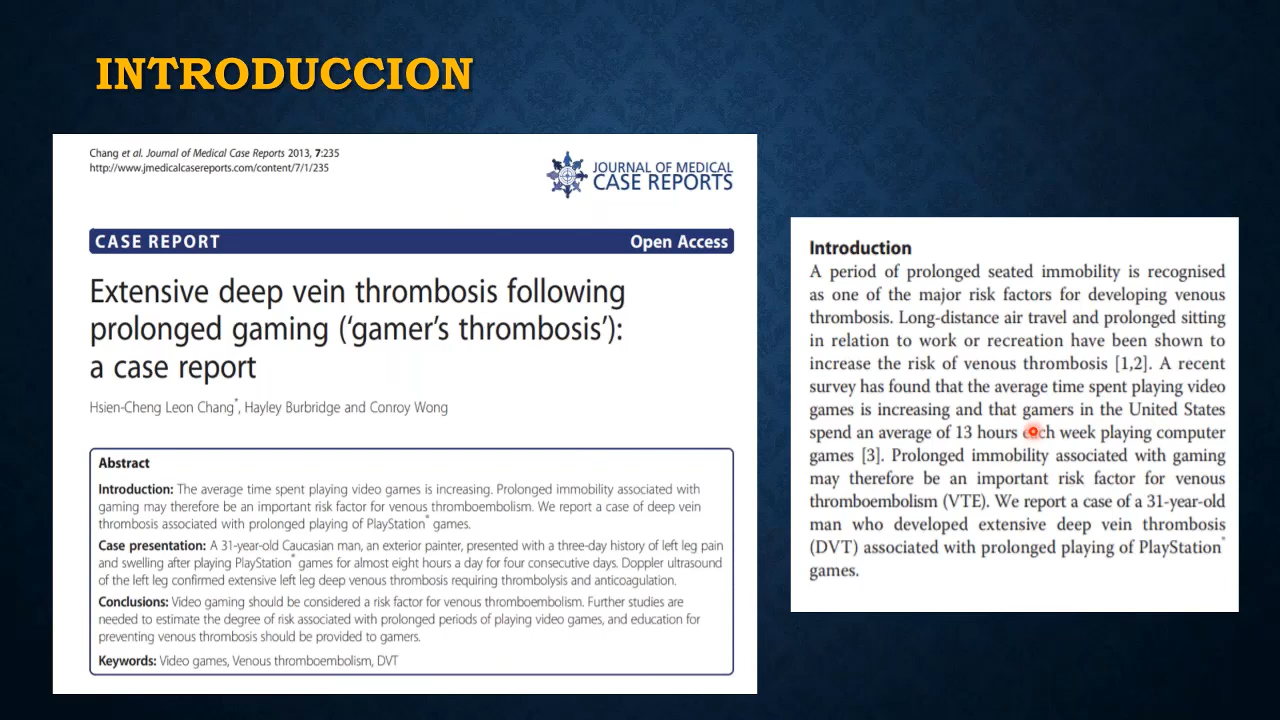 INTRODUCCION
Chang et al. Journal of Medical Case Reports 2013, 7:235
http://www.jmedicalcasereports.com/content/7/1/235
JOURNAL OF MEDICAL
CASE REPORTS
CASE REPORT
Open Access
Extensive deep vein thrombosis following
prolonged gaming (‘gamer’s thrombosis’):
a case report
Hsien-Cheng Leon Chang*, Hayley Burbridge and Conroy Wong
Abstract
Introduction: The average time spent playing video games is increasing. Prolonged immobility associated with
gaming may therefore be an important risk factor for venous thromboembolism. We report a case of deep vein
thrombosis associated with prolonged playing of PlayStation® games.
Case presentation: A 31-year-old Caucasian man, an exterior painter, presented with a three-day history of left leg pain
and swelling after playing PlayStation® games for almost eight hours a day for four consecutive days. Doppler ultrasound
of the left leg confirmed extensive left leg deep venous thrombosis requiring thrombolysis and anticoagulation.
Conclusions: Video gaming should be considered a risk factor for venous thromboembolism. Further studies are
needed to estimate the degree of risk associated with prolonged periods of playing video games, and education for
preventing venous thrombosis should be provided to gamers.
Keywords: Video games, Venous thromboembolism, DVT
Introduction
A period of prolonged seated immobility is recognised
as one of the major risk factors for developing venous
thrombosis. Long-distance air travel and prolonged sitting
in relation to work or recreation have been shown to
increase the risk of venous thrombosis [1,2]. A recent
survey has found that the average time spent playing video
games is increasing and that gamers in the United States
spend an average of 13 hours each week playing computer
games [3]. Prolonged immobility associated with gaming
may therefore be an important risk factor for venous
thromboembolism (VTE). We report a case of a 31-year-old
man who developed extensive deep vein thrombosis
(DVT) associated with prolonged playing of PlayStation®
games.